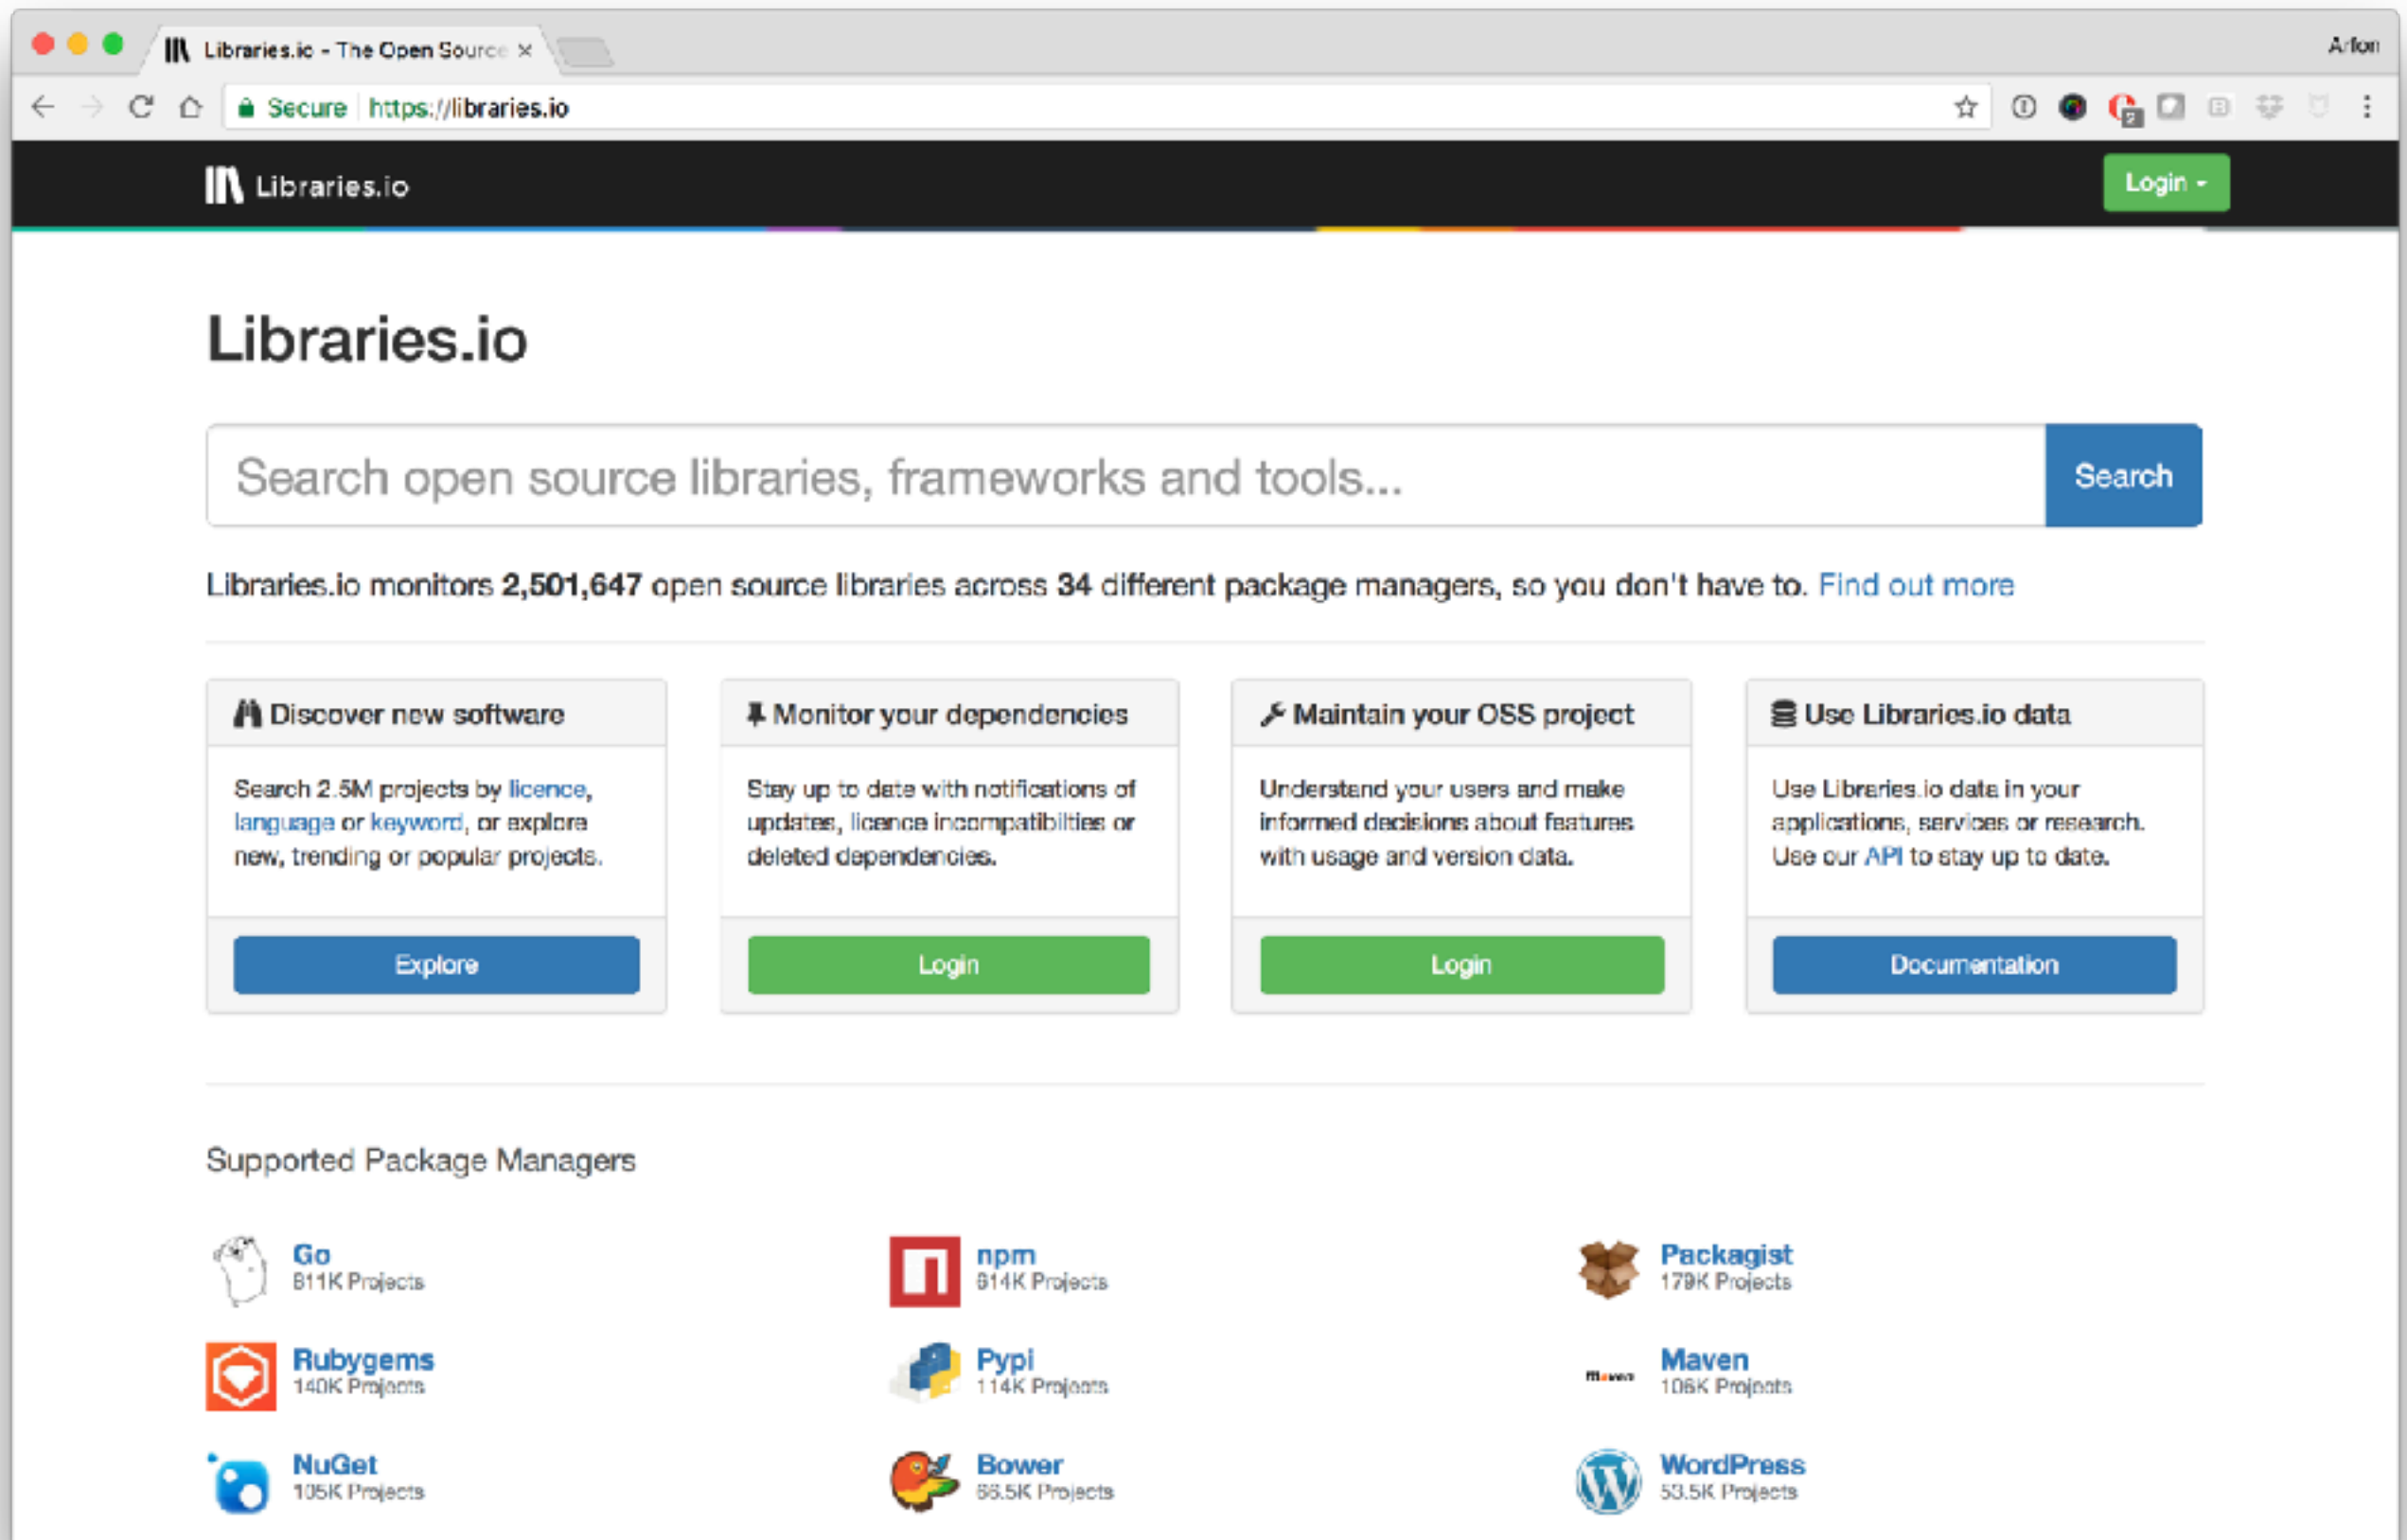 Libraries.io - The Open Source
Arfon
Secure https://libraries.io
2
Libraries.io
Login
Libraries.io
Search open source libraries, frameworks and tools...
Search
Libraries.io monitors 2,501,647 open source libraries across 34 different package managers, so you don't have to. Find out more
Discover new software
Search 2.5M projects by licence,
language or keyword, or explore
new, trending or popular projects.
Explore
Monitor your dependencies
Stay up to date with notifications of
updates, licence incompatibilties or
deleted dependencies.
Login
Maintain your OSS project
Understand your users and make
informed decisions about features
with usage and version data.
Login
Use Libraries.io data
Use Libraries.io data in your
applications, services or research.
Use our API to stay up to date.
Documentation
Supported Package Managers
Go
Projects
npm
614K Projects
Packagist
179K Projects
Rubygems
140K Projects
Pypi
114K Projects
Maven
Maven
106K Projects
NuGet
105K Projects
Bower
66.5K Projects
WordPress
53.5K Projects